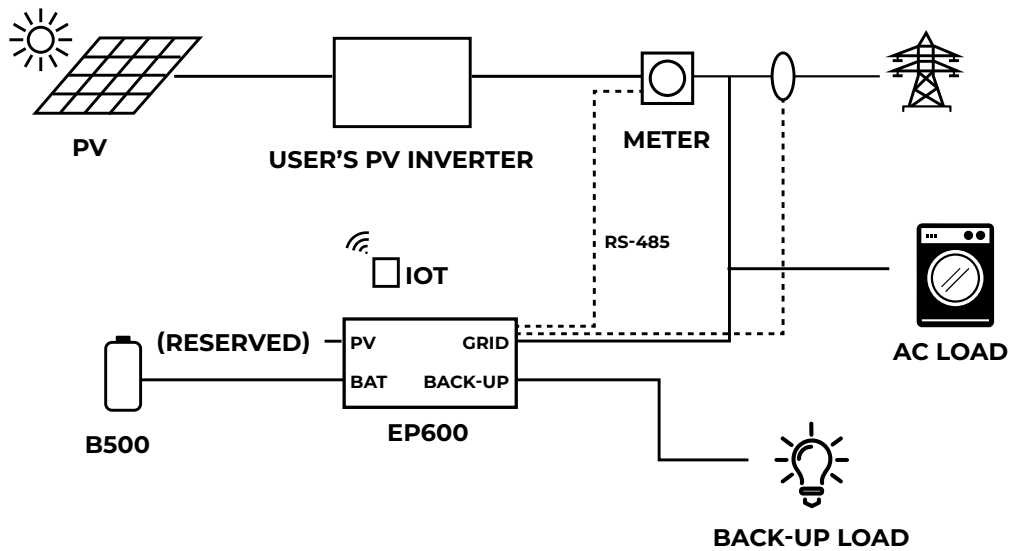 PV
USER’S PV INVERTER
METER
RS-485
IOT
(RESERVED)
PV
GRID
BAT
BACK-UP
AC LOAD
B500
EP600
BACK-UP LOAD